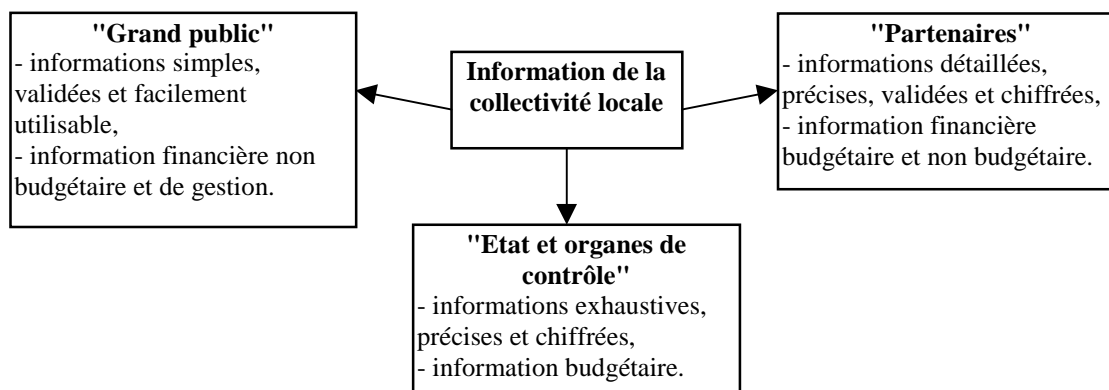 "Grand public"
- informations simples,
validées et facilement
utilisable,
- information financière non
budgétaire et de gestion.
Information de la
collectivité locale
"Partenaires"
- informations détaillées,
précises, validées et chiffrées,
- information financière
budgétaire et non budgétaire.
"Etat et organes de
contrôle"
- informations exhaustives,
précises et chiffrées,
- information budgétaire.